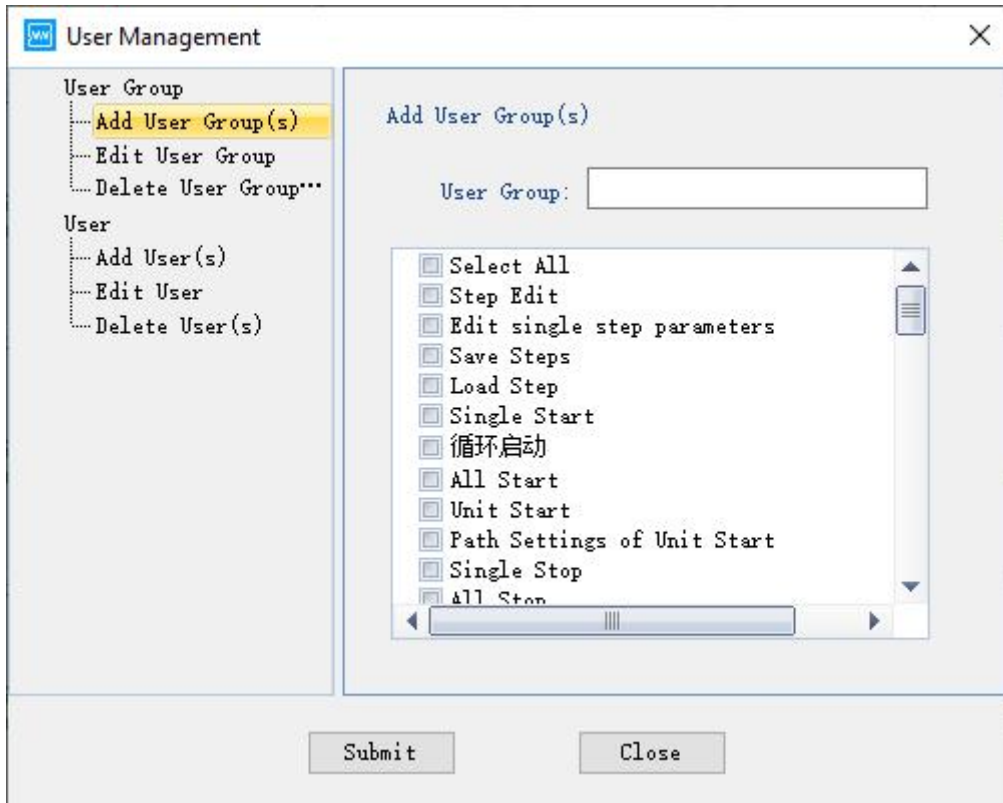 User Management
User Group
Add User Group(s)
Edit User Group
Delete User Group···
User
Add User(s)
Edit User
Delete User(s)
Add User Group(s)
User Group:
Select All
Step Edit
Edit single step parameters
Save Steps
Load Step
Single Start
循环启动
All Start
Unit Start
Path Settings of Unit Start
Single Stop
All Stop
Submit
Close